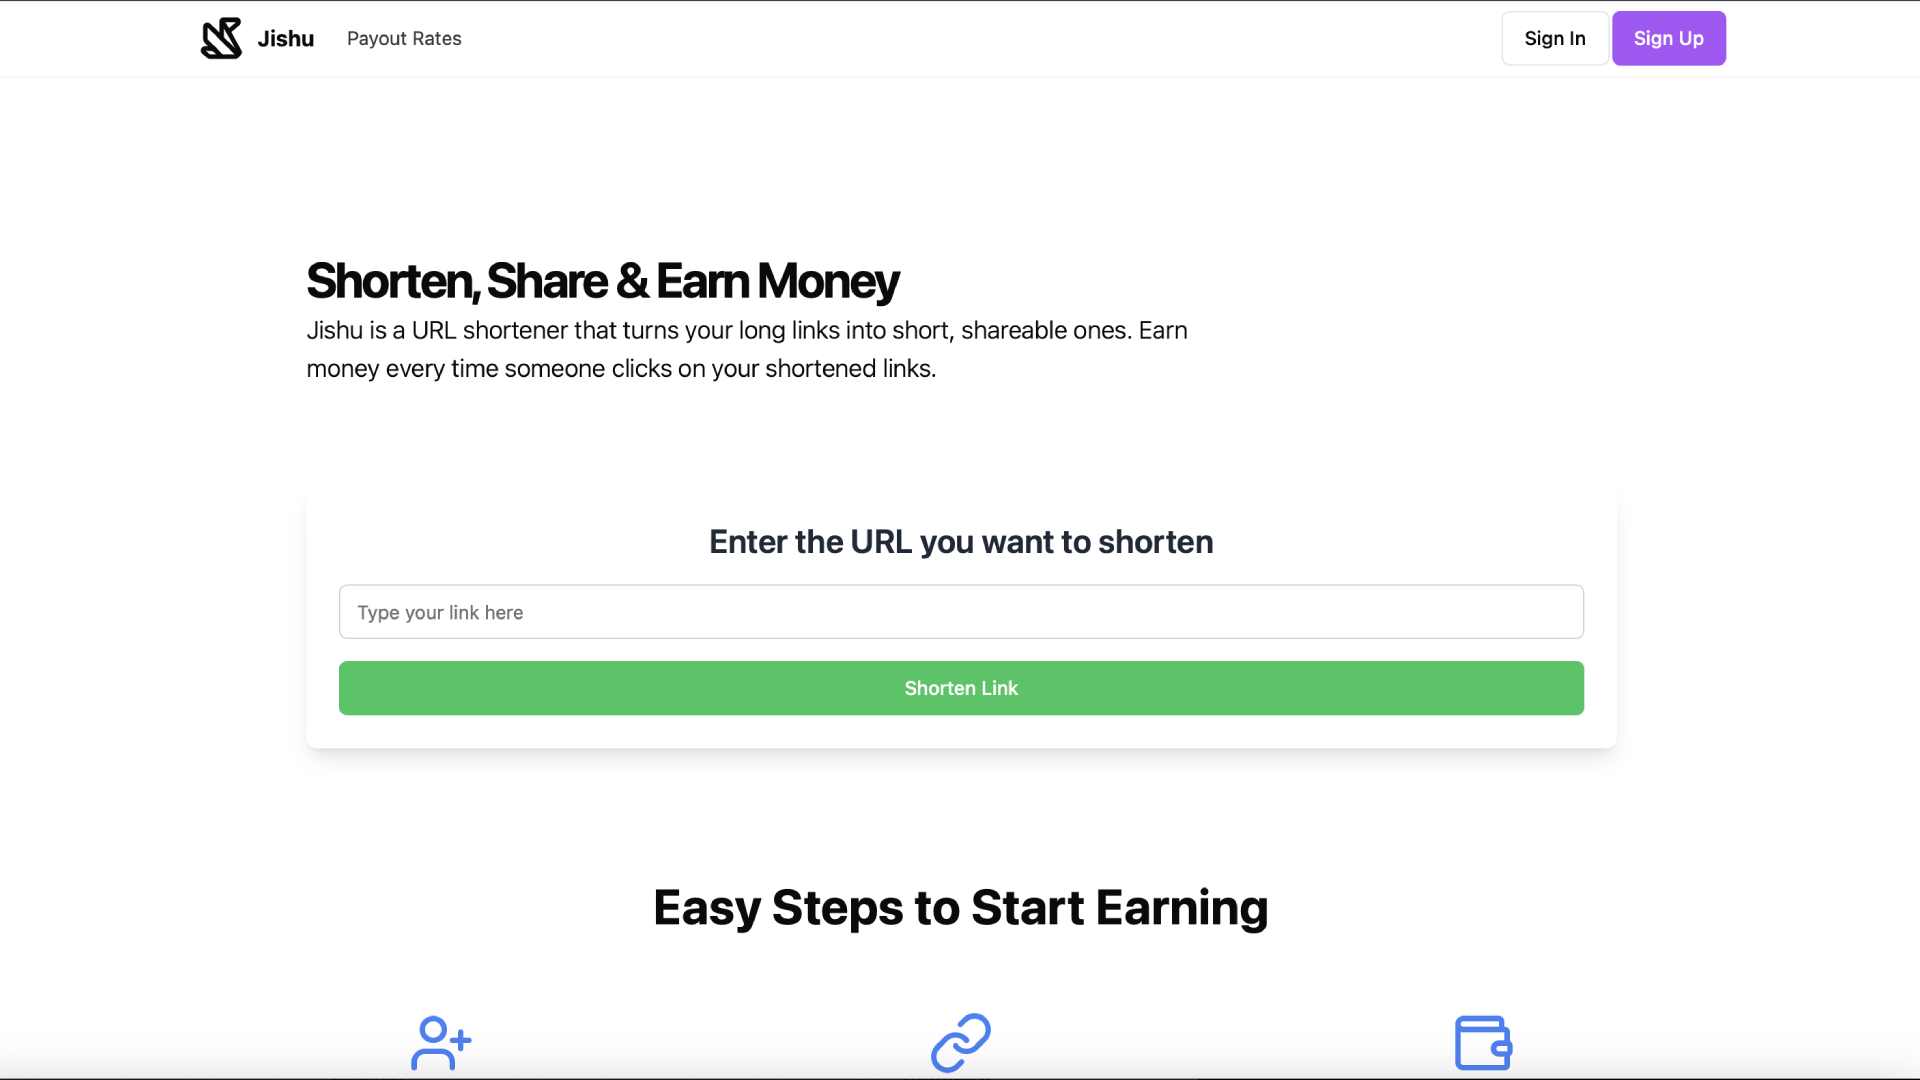 Jishu
Payout Rates
Sign In
Sign Up
Shorten, Share & Earn Money
Jishu is a URL shortener that turns your long links into short, shareable ones. Earn
money every time someone clicks on your shortened links.
Enter the URL you want to shorten
Type your link here
Shorten Link
Easy Steps to Start Earning